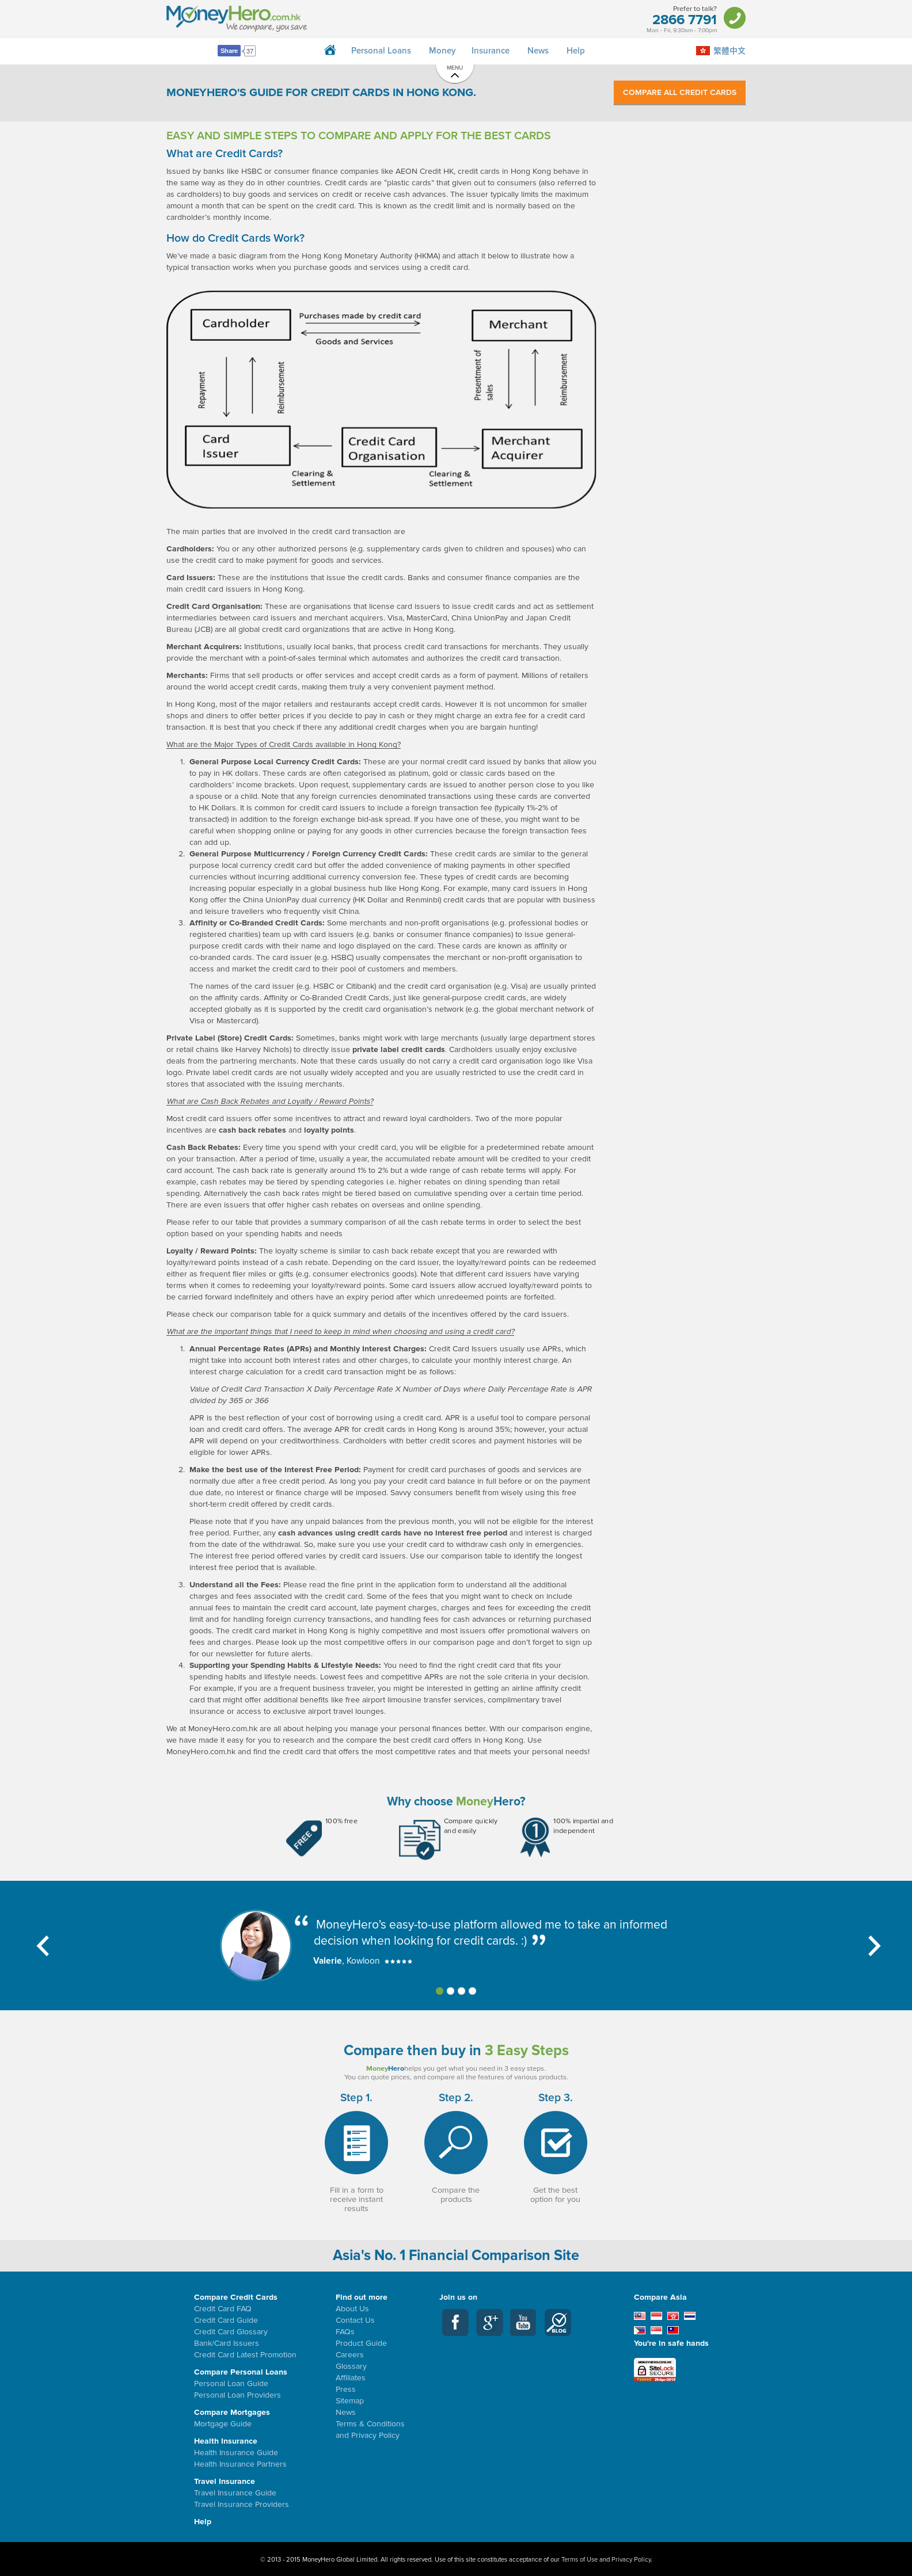 MoneyHero.com.hk
We compare, you save
Prefer to talk?
2866 7791
Mon - Fri, 9:30am - 7:00pm
Share 37
Personal Loans Money Insurance News Help
繁體中文
MENU
MONEYHERO'S GUIDE FOR CREDIT CARDS IN HONG KONG.
COMPARE ALL CREDIT CARDS
EASY AND SIMPLE STEPS TO COMPARE AND APPLY FOR THE BEST CARDS
What are Credit Cards?
Issued by banks like HSBC or consumer finance companies like AEON Credit HK, credit cards in Hong Kong behave in
the same way as they do in other countries. Credit cards are "plastic cards" that given out to consumers (also referred to
as cardholders) to buy goods and services on credit or receive cash advances. The issuer typically limits the maximum
amount a month that can be spent on the credit card. This is known as the credit limit and is normally based on the
cardholder's monthly income.
How do Credit Cards Work?
We've made a basic diagram from the Hong Kong Monetary Authority (HKMA) and attach it below to illustrate how a
typical transaction works when you purchase goods and services using a credit card.
Cardholder
Purchases made by credit card
Goods and Services
Merchant
Repayment
Reimbursement
Presentment of
sales
Reimbursement
Card
Issuer
Credit Card
Organisation
Merchant
Acquirer
Clearing &
Settlement
Clearing &
Settlement
The main parties that are involved in the credit card transaction are
Cardholders: You or any other authorized persons (e.g. supplementary cards given to children and spouses) who can
use the credit card to make payment for goods and services.
Card Issuers: These are the institutions that issue the credit cards. Banks and consumer finance companies are the
main credit card issuers in Hong Kong.
Credit Card Organisation: These are organisations that license card issuers to issue credit cards and act as settlement
intermediaries between card issuers and merchant acquirers. Visa, MasterCard, China UnionPay and Japan Credit
Bureau (JCB) are all global credit card organizations that are active in Hong Kong.
Merchant Acquirers: Institutions, usually local banks, that process credit card transactions for merchants. They usually
provide the merchant with a point-of-sales terminal which automates and authorizes the credit card transaction.
Merchants: Firms that sell products or offer services and accept credit cards as a form of payment. Millions of retailers
around the world accept credit cards, making them truly a very convenient payment method.
In Hong Kong, most of the major retailers and restaurants accept credit cards. However it is not uncommon for smaller
shops and diners to offer better prices if you decide to pay in cash or they might charge an extra fee for a credit card
transaction. It is best that you check if there any additional credit charges when you are bargain hunting!
What are the Major Types of Credit Cards available in Hong Kong?
1. General Purpose Local Currency Credit Cards: These are your normal credit card issued by banks that allow you
to pay in HK dollars. These cards are often categorised as platinum, gold or classic cards based on the
cardholders' income brackets. Upon request, supplementary cards are issued to another person close to you like
a spouse or a child. Note that any foreign currencies denominated transactions using these cards are converted
to HK Dollars. It is common for credit card issuers to include a foreign transaction fee (typically 1%-2% of
transacted) in addition to the foreign exchange bid-ask spread. If you have one of these, you might want to be
careful when shopping online or paying for any goods in other currencies because the foreign transaction fees
can add up.
2. General Purpose Multicurrency / Foreign Currency Credit Cards: These credit cards are similar to the general
purpose local currency credit card but offer the added convenience of making payments in other specified
currencies without incurring additional currency conversion fee. These types of credit cards are becoming
increasing popular especially in a global business hub like Hong Kong. For example, many card issuers in Hong
Kong offer the China UnionPay dual currency (HK Dollar and Renminbi) credit cards that are popular with business
and leisure travellers who frequently visit China.
3. Affinity or Co-Branded Credit Cards: Some merchants and non-profit organisations (e.g. professional bodies or
registered charities) team up with card issuers (e.g. banks or consumer finance companies) to issue general-
purpose credit cards with their name and logo displayed on the card. These cards are known as affinity or
co-branded cards. The card issuer (e.g. HSBC) usually compensates the merchant or non-profit organisation to
access and market the credit card to their pool of customers and members.
The names of the card issuer (e.g. HSBC or Citibank) and the credit card organisation (e.g. Visa) are usually printed
on the affinity cards. Affinity or Co-Branded Credit Cards, just like general-purpose credit cards, are widely
accepted globally as it is supported by the credit card organisation's network (e.g. the global merchant network of
Visa or Mastercard).
Private Label (Store) Credit Cards: Sometimes, banks might work with large merchants (usually large department stores
or retail chains like Harvey Nichols) to directly issue private label credit cards. Cardholders usually enjoy exclusive
deals from the partnering merchants. Note that these cards usually do not carry a credit card organisation logo like Visa
logo. Private label credit cards are not usually widely accepted and you are usually restricted to use the credit card in
stores that associated with the issuing merchants.
What are Cash Back Rebates and Loyalty / Reward Points?
Most credit card issuers offer some incentives to attract and reward loyal cardholders. Two of the more popular
incentives are cash back rebates and loyalty points.
Cash Back Rebates: Every time you spend with your credit card, you will be eligible for a predetermined rebate amount
on your transaction. After a period of time, usually a year, the accumulated rebate amount will be credited to your credit
card account. The cash back rate is generally around 1% to 2% but a wide range of cash rebate terms will apply. For
example, cash rebates may be tiered by spending categories i.e. higher rebates on dining spending than retail
spending. Alternatively the cash back rates might be tiered based on cumulative spending over a certain time period.
There are even issuers that offer higher cash rebates on overseas and online spending.
Please refer to our table that provides a summary comparison of all the cash rebate terms in order to select the best
option based on your spending habits and needs
Loyalty / Reward Points: The loyalty scheme is similar to cash back rebate except that you are rewarded with
loyalty/reward points instead of a cash rebate. Depending on the card issuer, the loyalty/reward points can be redeemed
either as frequent flier miles or gifts (e.g. consumer electronics goods). Note that different card issuers have varying
terms when it comes to redeeming your loyalty/reward points. Some card issuers allow accrued loyalty/reward points to
be carried forward indefinitely and others have an expiry period after which unredeemed points are forfeited.
Please check our comparison table for a quick summary and details of the incentives offered by the card issuers.
What are the important things that I need to keep in mind when choosing and using a credit card?
1. Annual Percentage Rates (APRs) and Monthly Interest Charges: Credit Card Issuers usually use APRs, which
might take into account both interest rates and other charges, to calculate your monthly interest charge. An
interest charge calculation for a credit card transaction might be as follows:
Value of Credit Card Transaction X Daily Percentage Rate X Number of Days where Daily Percentage Rate is APR
divided by 365 or 366
APR is the best reflection of your cost of borrowing using a credit card. APR is a useful tool to compare personal
loan and credit card offers. The average APR for credit cards in Hong Kong is around 35%; however, your actual
APR will depend on your creditworthiness. Cardholders with better credit scores and payment histories will be
eligible for lower APRs.
2. Make the best use of the Interest Free Period: Payment for credit card purchases of goods and services are
normally due after a free credit period. As long you pay your credit card balance in full before or on the payment
due date, no interest or finance charge will be imposed. Savvy consumers benefit from wisely using this free
short-term credit offered by credit cards.
Please note that if you have any unpaid balances from the previous month, you will not be eligible for the interest
free period. Further, any cash advances using credit cards have no interest free period and interest is charged
from the date of the withdrawal. So, make sure you use your credit card to withdraw cash only in emergencies.
The interest free period offered varies by credit card issuers. Use our comparison table to identify the longest
interest free period that is available.
3. Understand all the Fees: Please read the fine print in the application form to understand all the additional
charges and fees associated with the credit card. Some of the fees that you might want to check on include
annual fees to maintain the credit card account, late payment charges, charges and fees for exceeding the credit
limit and for handling foreign currency transactions, and handling fees for cash advances or returning purchased
goods. The credit card market in Hong Kong is highly competitive and most issuers offer promotional waivers on
fees and charges. Please look up the most competitive offers in our comparison page and don't forget to sign up
for our newsletter for future alerts.
4. Supporting your Spending Habits & Lifestyle Needs: You need to find the right credit card that fits your
spending habits and lifestyle needs. Lowest fees and competitive APRs are not the sole criteria in your decision.
For example, if you are a frequent business traveler, you might be interested in getting an airline affinity credit
card that might offer additional benefits like free airport limousine transfer services, complimentary travel
insurance or access to exclusive airport travel lounges.
We at MoneyHero.com.hk are all about helping you manage your personal finances better. With our comparison engine,
we have made it easy for you to research and the compare the best credit card offers in Hong Kong. Use
MoneyHero.com.hk and find the credit card that offers the most competitive rates and that meets your personal needs!
Why choose MoneyHero?
FREE
100% free
Compare quickly
and easily
1
100% impartial and
independent
“ MoneyHero's easy-to-use platform allowed me to take an informed
decision when looking for credit cards. :) ”
Valerie, Kowloon ★★★★★
Compare then buy in 3 Easy Steps
MoneyHerohelps you get what you need in 3 easy steps.
You can quote prices, and compare all the features of various products.
Step 1. Step 2. Step 3.
Fill in a form to
receive instant
results
Compare the
products
Get the best
option for you
Asia's No. 1 Financial Comparison Site
Compare Credit Cards
Credit Card FAQ
Credit Card Guide
Credit Card Glossary
Bank/Card Issuers
Credit Card Latest Promotion
Compare Personal Loans
Personal Loan Guide
Personal Loan Providers
Compare Mortgages
Mortgage Guide
Health Insurance
Health Insurance Guide
Health Insurance Partners
Travel Insurance
Travel Insurance Guide
Travel Insurance Providers
Help
Find out more
About Us
Contact Us
FAQs
Product Guide
Careers
Glossary
Affiliates
Press
Sitemap
News
Terms & Conditions
and Privacy Policy
Join us on
f
g+
You
Tube
BLOG
Compare Asia
You're in safe hands
SiteLock
SECURE
© 2013 - 2015 MoneyHero Global Limited. All rights reserved. Use of this site constitutes acceptance of our Terms of Use and Privacy Policy.